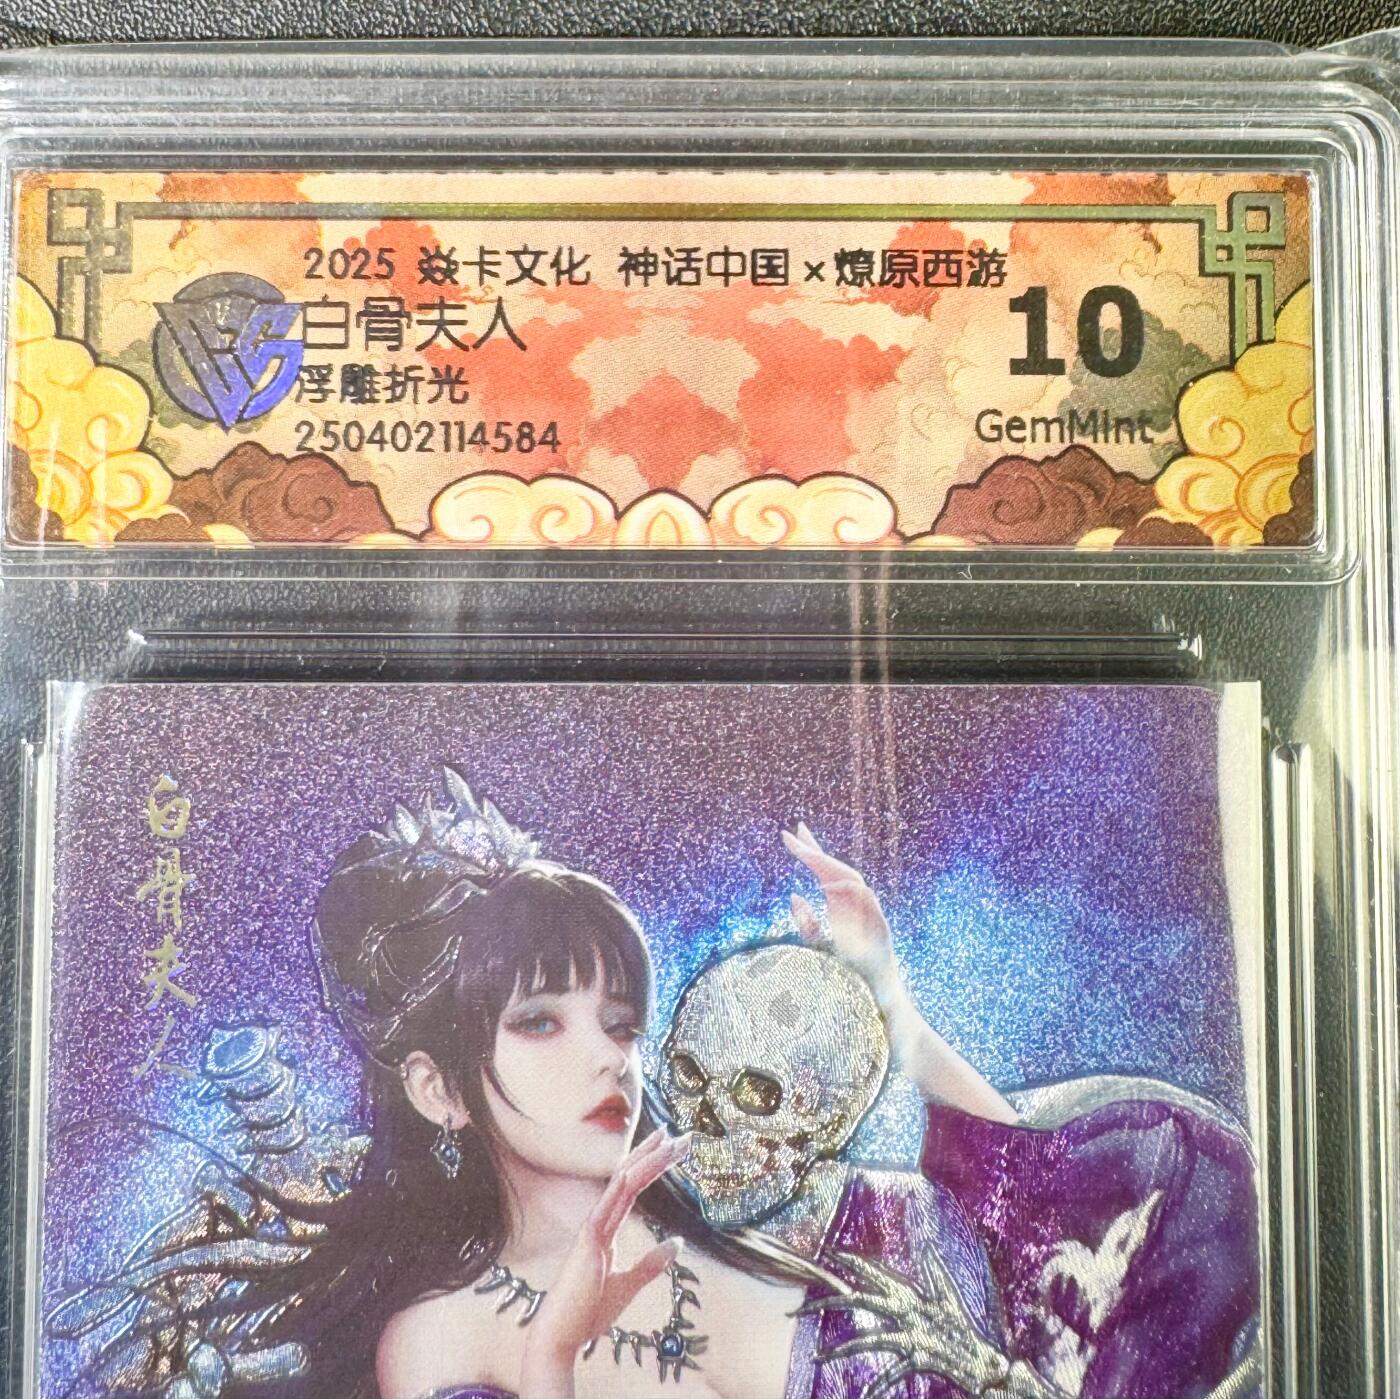 2025 焱卡文化 神话中国×燎原西游
白骨夫人
浮雕折光
250402114584
10
GemMint
白骨夫人